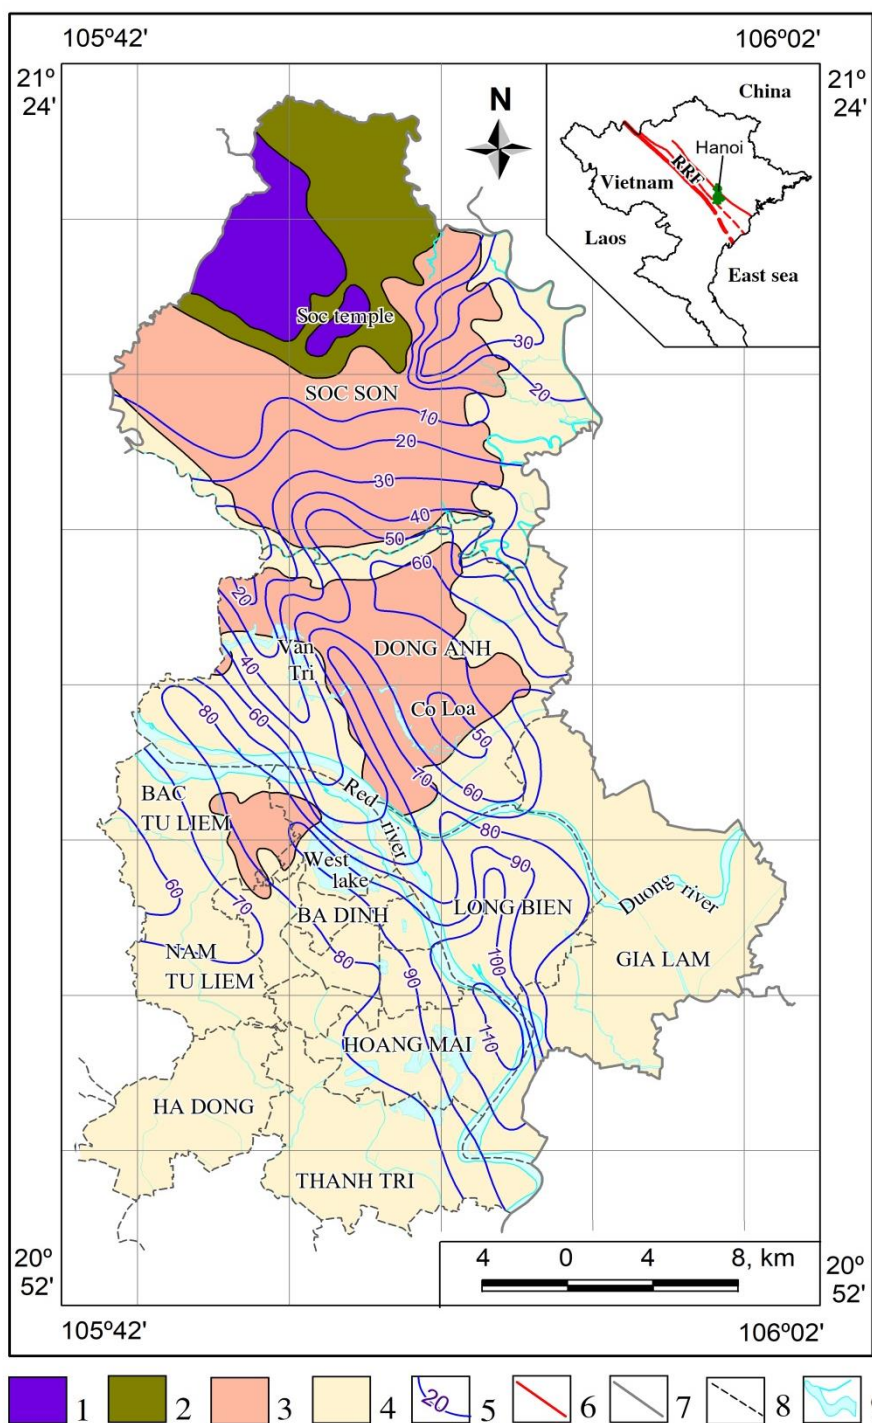 105º42'
106º02'
21º
24'
21º
24'
N
China
Hanoi
RRF
Vietnam
Laos
East sea
Soc temple
30
20
SOC SON
10
20
30
40
50
60
20
Van
Tri
DONG ANH
40
Co Loa
80
60
50
70
60
Red
river
BAC
TU LIEM
80
West
lake
90
60
70
BA DINH
LONG BIEN
Duong river
NAM
TU LIEM
80
90
100
GIA LAM
110
HOANG MAI
HA DONG
THANH TRI
20º
52'
4 0 4 8, km
20º
52'
105º42'
106º02'
1 2 3 4 20 5 6 7 8